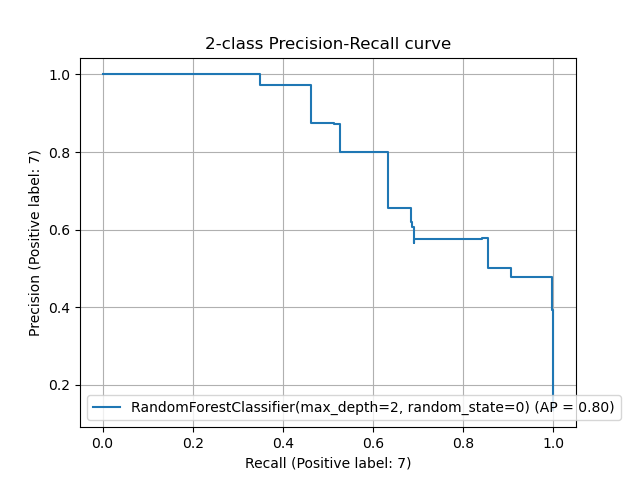 2-class Precision-Recall curve
Precision (Positive label: 7)
1.0
0.8
0.6
0.4
0.2
RandomForestClassifier(max_depth=2, random_state=0) (AP = 0.80)
0.0 0.2 0.4 0.6 0.8 1.0
Recall (Positive label: 7)